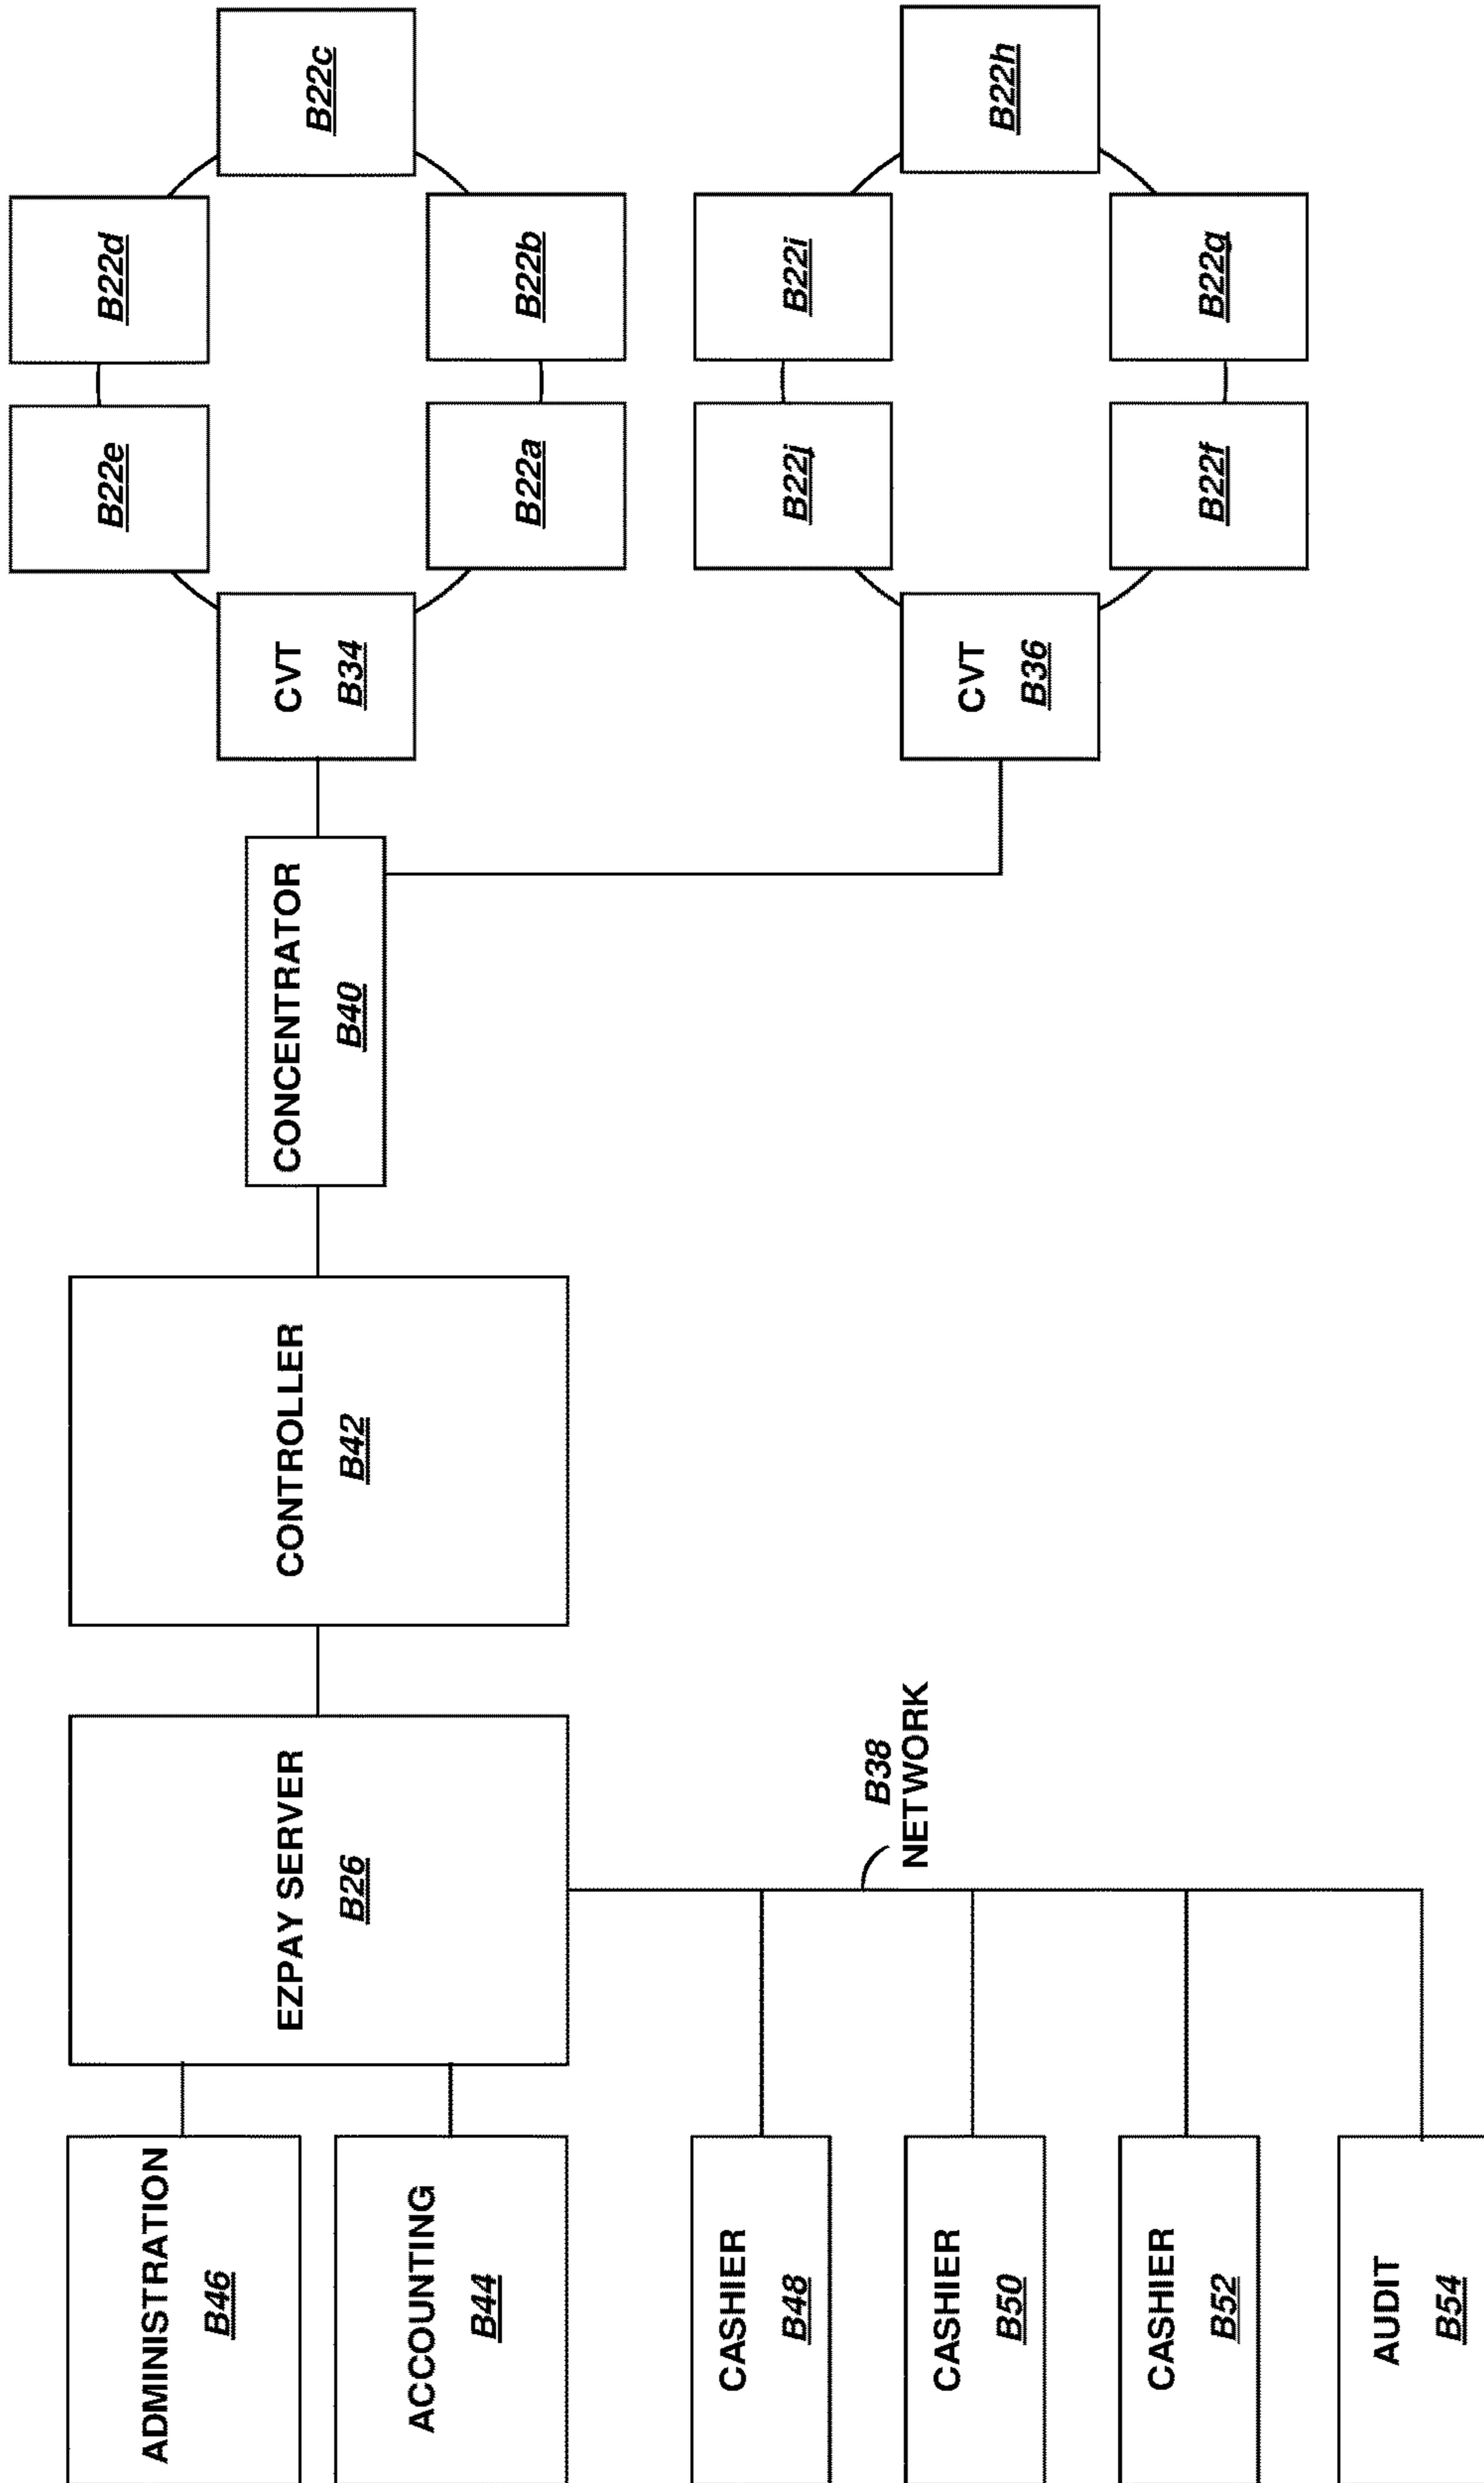 ADMINISTRATION
B46
ACCOUNTING
B44
CASHIER
B48
CASHIER
B50
CASHIER
B52
AUDIT
B54
EZPAY SERVER
B26
B38
NETWORK
CONTROLLER
B42
CONCENTRATOR
B40
CVT
B34
CVT
B36
B22e
B22d
B22c
B22b
B22a
B22j
B22i
B22h
B22g
B22f